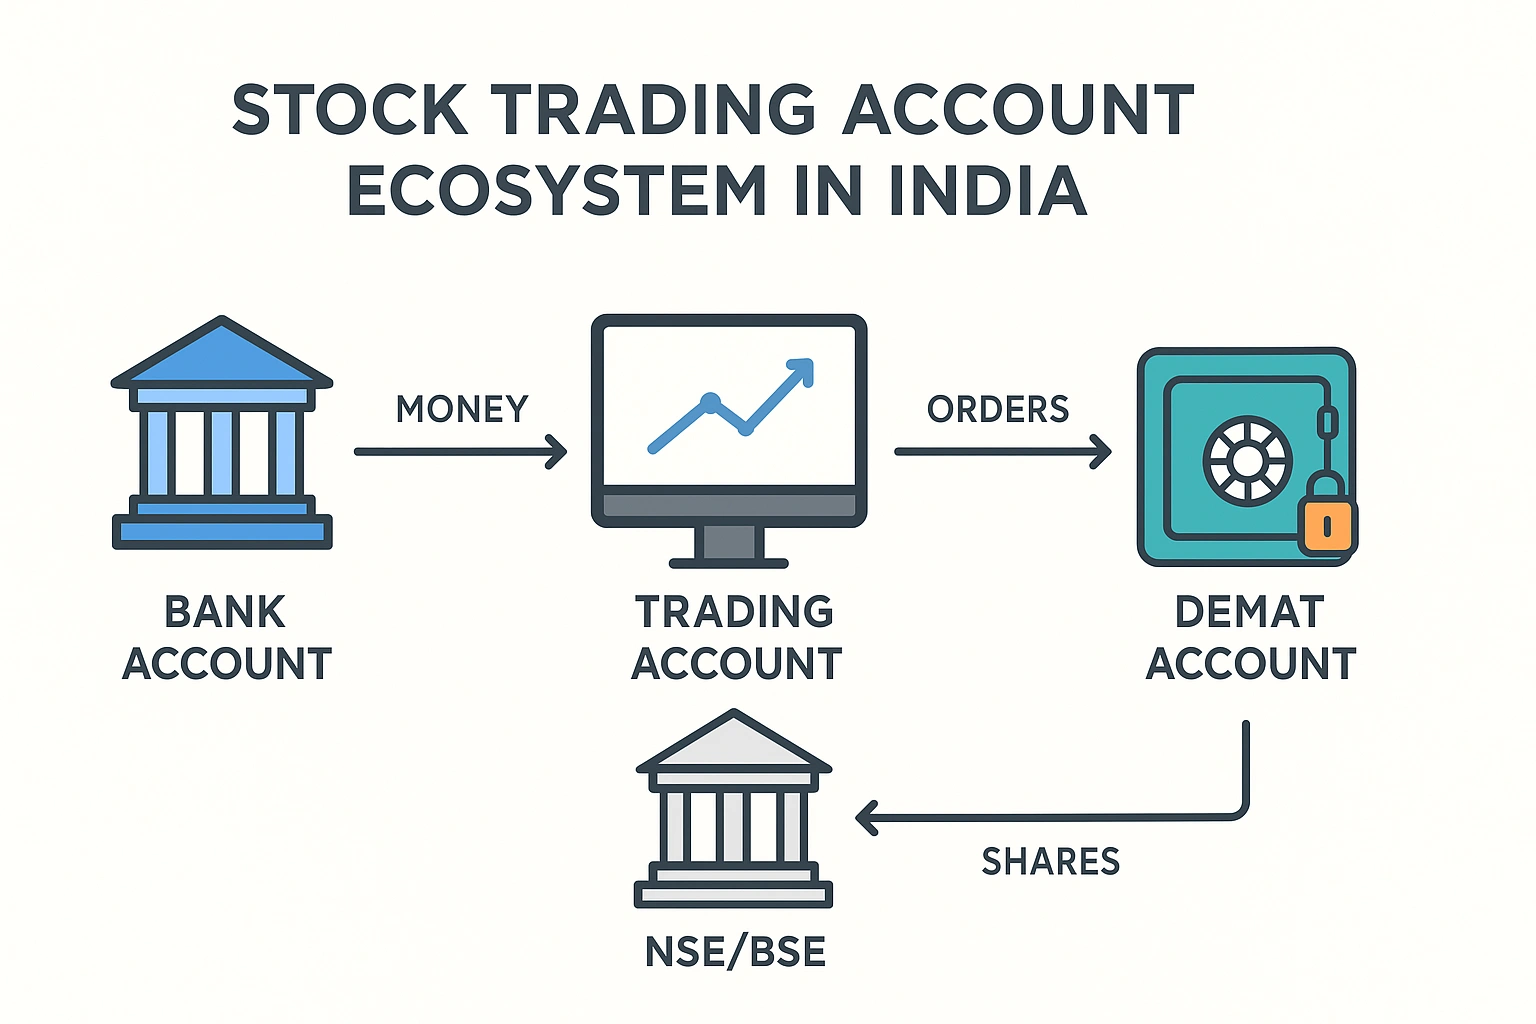 STOCK TRADING ACCOUNT
ECOSYSTEM IN INDIA
MONEY
ORDERS
BANK
ACCOUNT
TRADING
ACCOUNT
DEMAT
ACCOUNT
SHARES
NSE/BSE